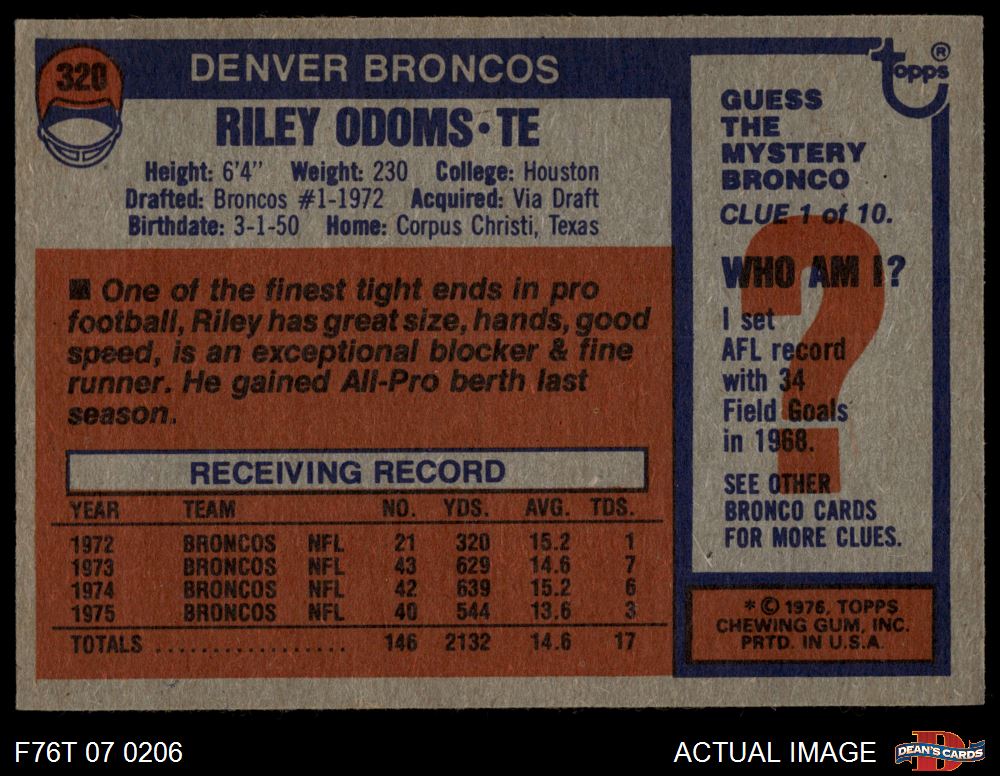 320
DENVER BRONCOS
RILEY ODOMS • TE
Height: 6'4" Weight: 230 College: Houston
Drafted: Broncos #1-1972 Acquired: Via Draft
Birthdate: 3-1-50 Home: Corpus Christi, Texas
■ One of the finest tight ends in pro
football, Riley has great size, hands, good
speed, is an exceptional blocker & fine
runner. He gained All-Pro berth last
season.
RECEIVING RECORD
YEAR TEAM NO. YDS. AVG. TDS.
1972 BRONCOS NFL 21 320 15.2 1
1973 BRONCOS NFL 43 629 14.6 7
1974 BRONCOS NFL 42 639 15.2 6
1975 BRONCOS NFL 40 544 13.6 3
TOTALS .................. 146 2132 14.6 17
topps ®
GUESS
THE
MYSTERY
BRONCO
CLUE 1 of 10.
?
WHO AM I?
I set
AFL record
with 34
Field Goals
in 1968.
SEE OTHER
BRONCO CARDS
FOR MORE CLUES.
* © 1976, TOPPS
CHEWING GUM, INC.
PRTD. IN U.S.A.
F76T 07 0206
ACTUAL IMAGE
D
DEAN'S CARDS